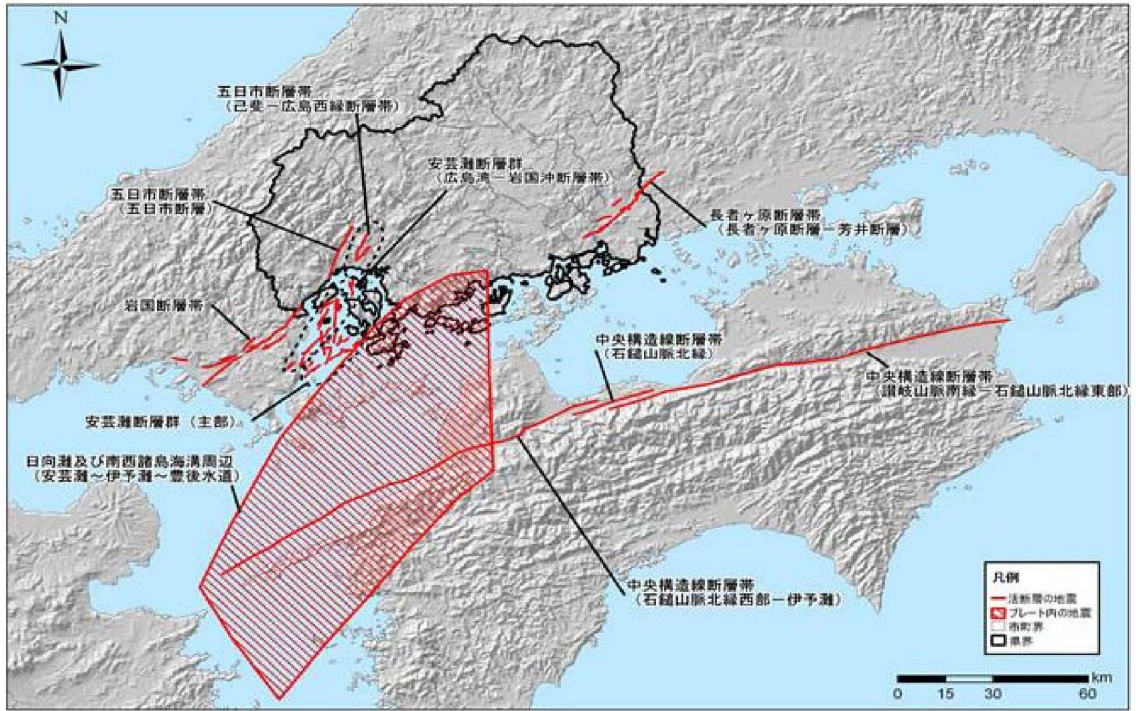 N
五日市断層帯
（己斐－広島西縁断層帯）
安芸灘断層群
（広島湾－岩国沖断層帯）
五日市断層帯
（五日市断層）
長者ヶ原断層帯
（長者ヶ原断層－芳井断層）
岩国断層帯
中央構造線断層帯
（石鎚山脈北縁）
中央構造線断層帯
（讃岐山脈南縁－石鎚山脈北縁東部）
安芸灘断層群（主部）
日向灘及び南西諸島海溝周辺
（安芸灘～伊予灘～豊後水道）
中央構造線断層帯
（石鎚山脈北縁西部－伊予灘）
凡例
活断層の地震
プレート内の地震
市町界
県界
km
0 15 30 60